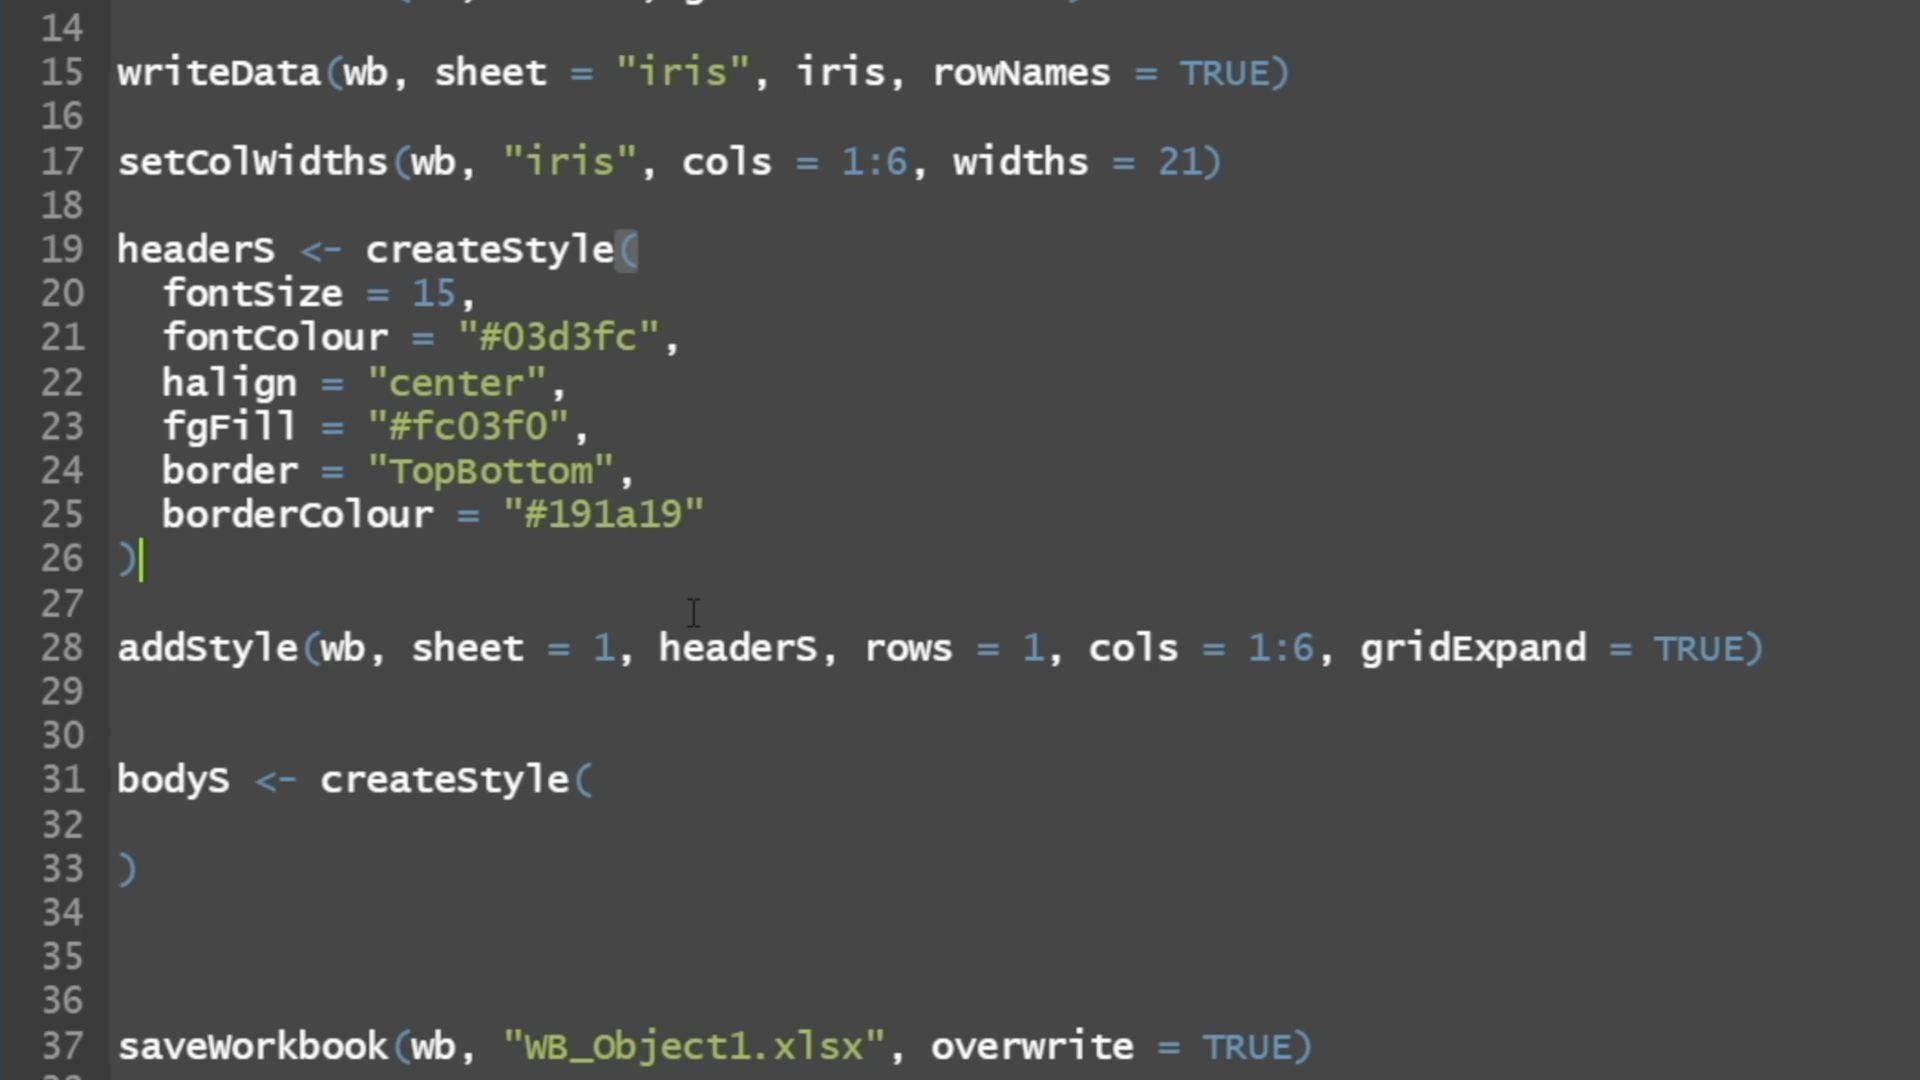 14
15 writeData(wb, sheet = "iris", iris, rowNames = TRUE)
16
17 setColWidths(wb, "iris", cols = 1:6, widths = 21)
18
19 headerS <- createStyle(
20   fontSize = 15,
21   fontColour = "#03d3fc",
22   halign = "center",
23   fgFill = "#fc03f0",
24   border = "TopBottom",
25   borderColour = "#191a19"
26 )
27
28 addStyle(wb, sheet = 1, headerS, rows = 1, cols = 1:6, gridExpand = TRUE)
29
30
31 bodyS <- createStyle(
32
33 )
34
35
36
37 saveWorkbook(wb, "WB_Object1.xlsx", overwrite = TRUE)